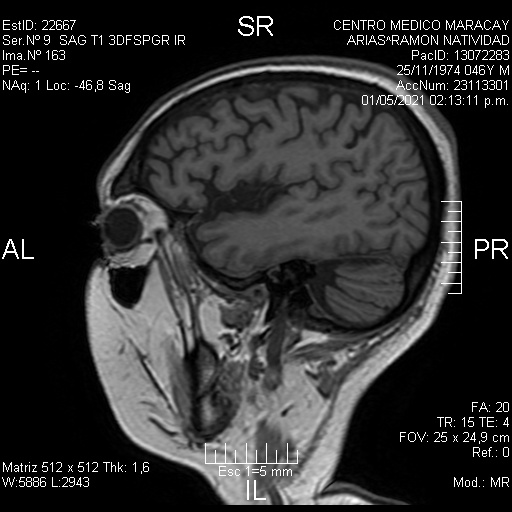 EstID: 22667
Ser.Nº 9 SAG T1 3DFSPGR IR
Ima.Nº 163
PE= --
NAq: 1 Loc: -46,8 Sag
SR
CENTRO MEDICO MARACAY
ARIAS^RAMON NATIVIDAD
PacID: 13072283
25/11/1974 046Y M
AccNum: 23113301
01/05/2021 02:13:11 p.m.
AL
PR
FA: 20
TR: 15 TE: 4
FOV: 25 x 24,9 cm
Ref.: 0
Mod.: MR
Matriz 512 x 512 Thk: 1,6
W:5886 L:2943
Esc 1=5 mm
IL